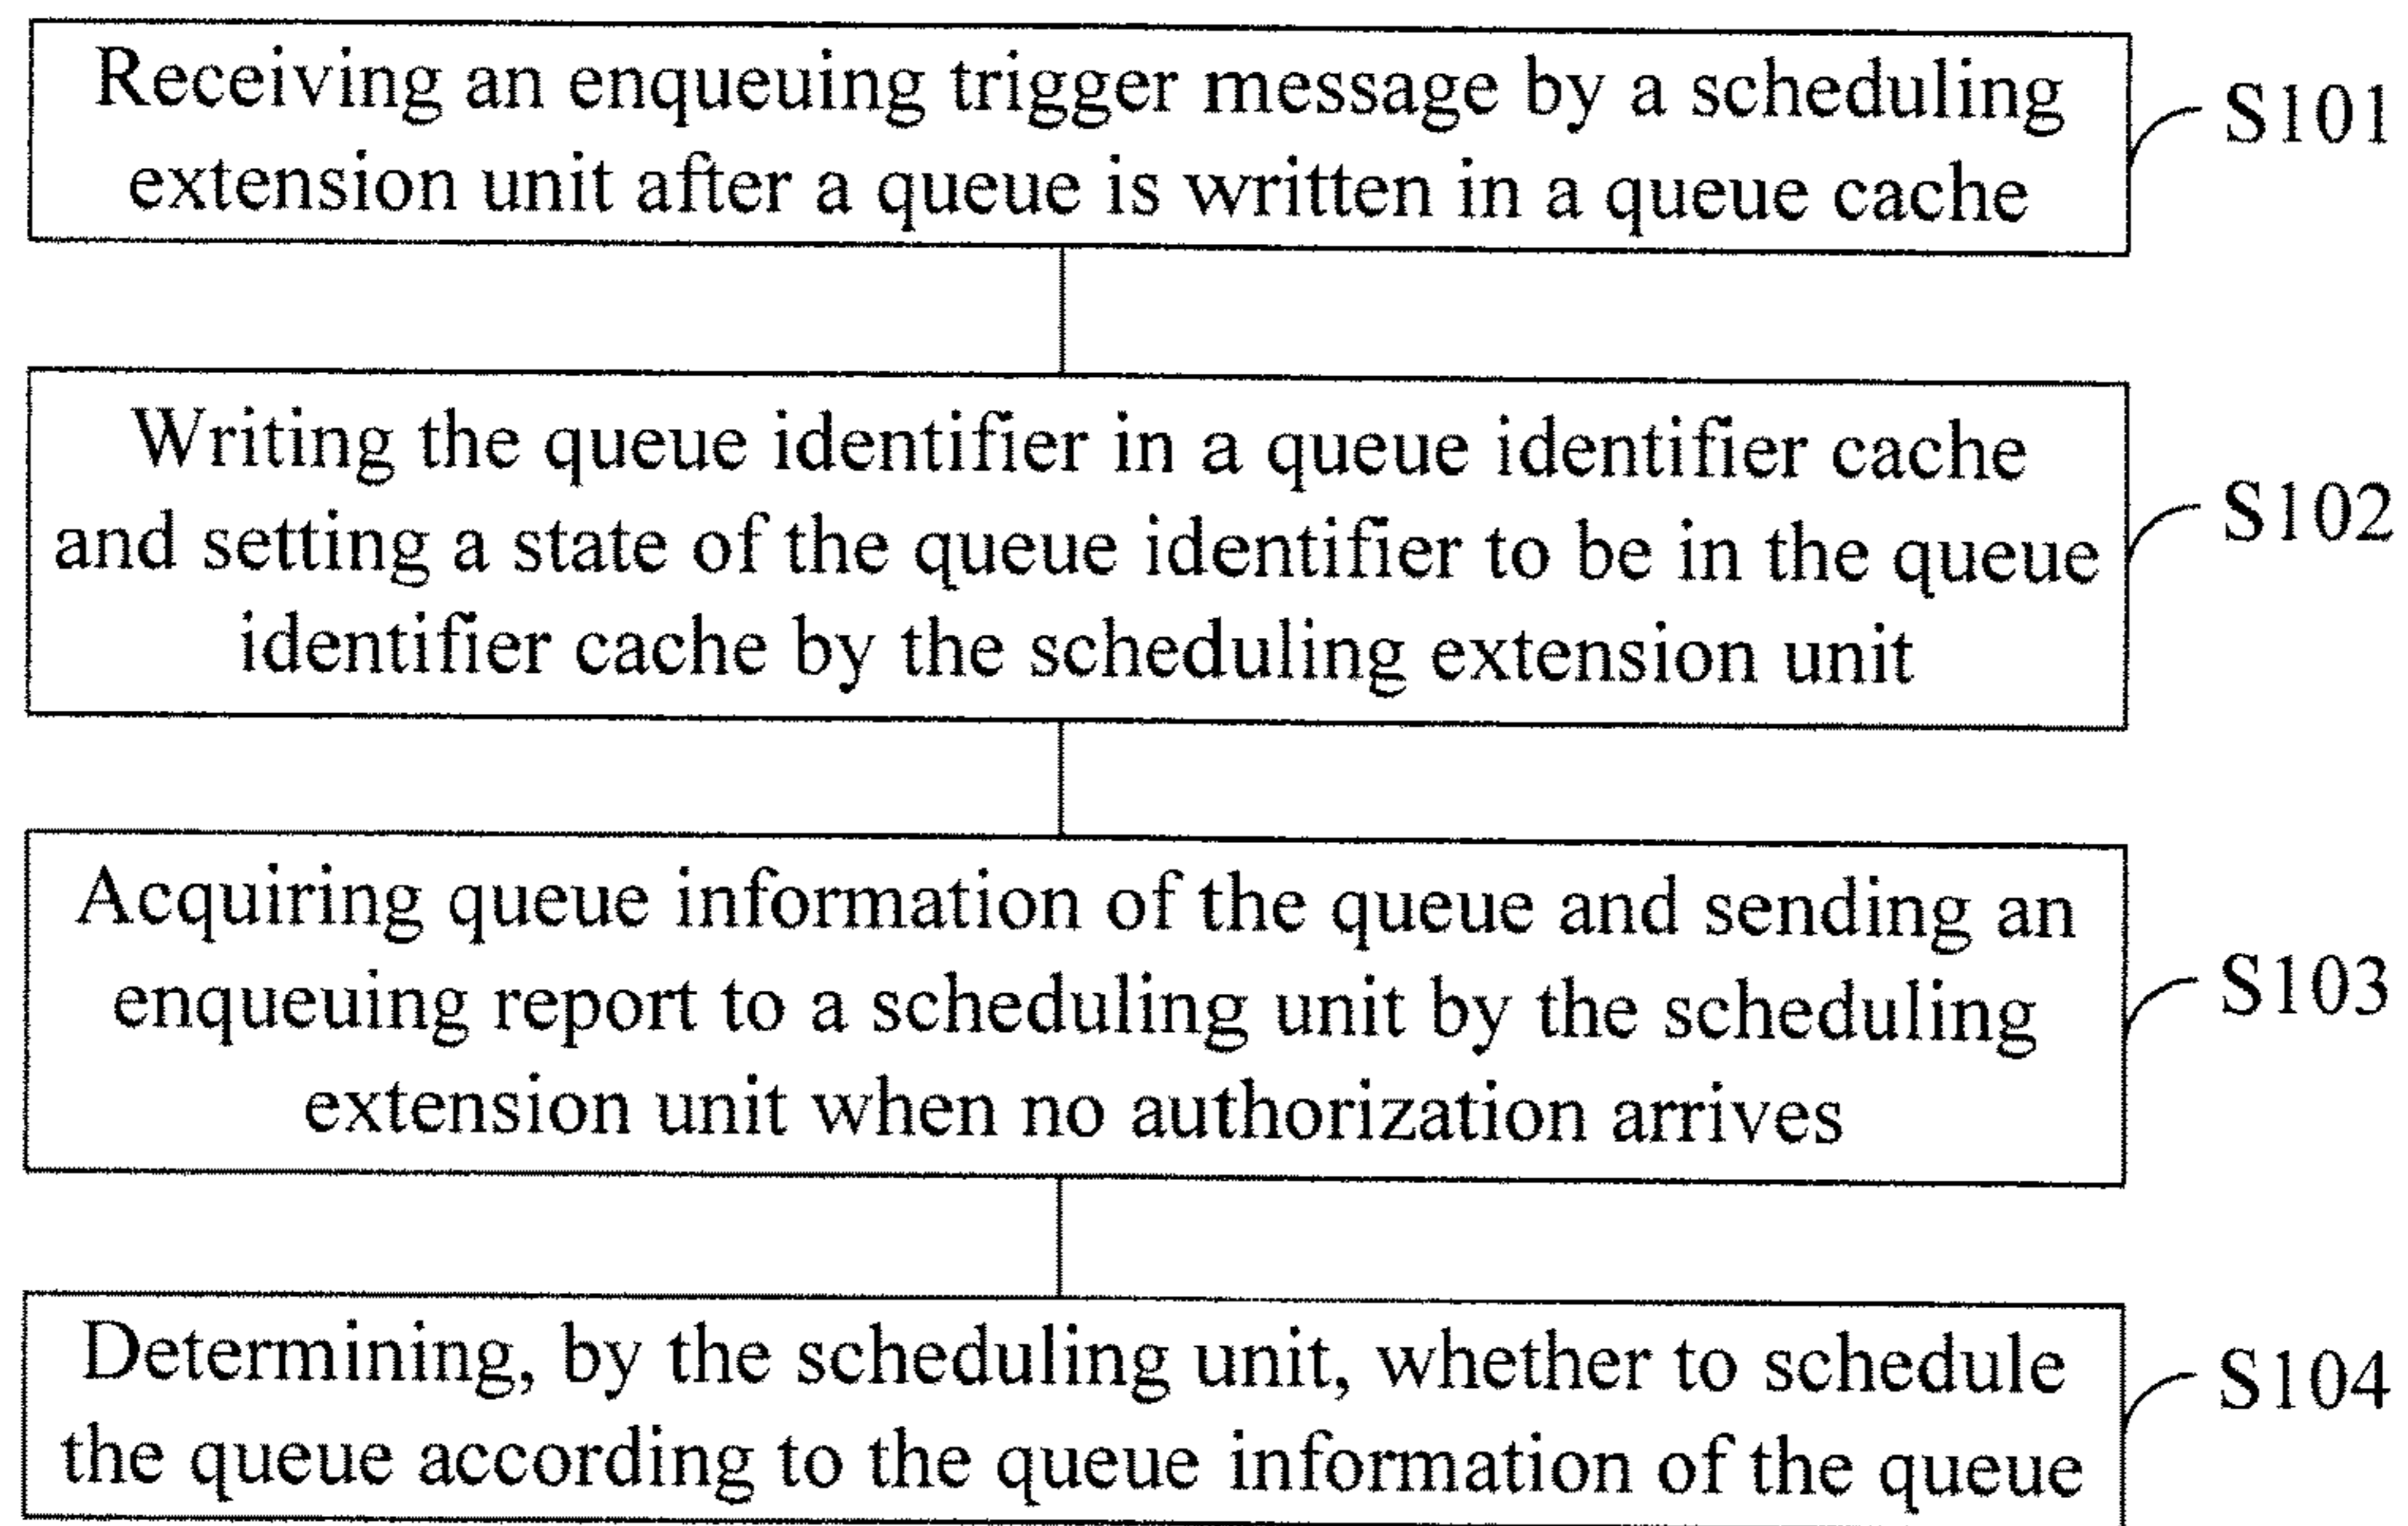 Receiving an enqueuing trigger message by a scheduling
extension unit after a queue is written in a queue cache
S101
Writing the queue identifier in a queue identifier cache
and setting a state of the queue identifier to be in the queue
identifier cache by the scheduling extension unit
S102
Acquiring queue information of the queue and sending an
enqueuing report to a scheduling unit by the scheduling
extension unit when no authorization arrives
S103
Determining, by the scheduling unit, whether to schedule
the queue according to the queue information of the queue
S104